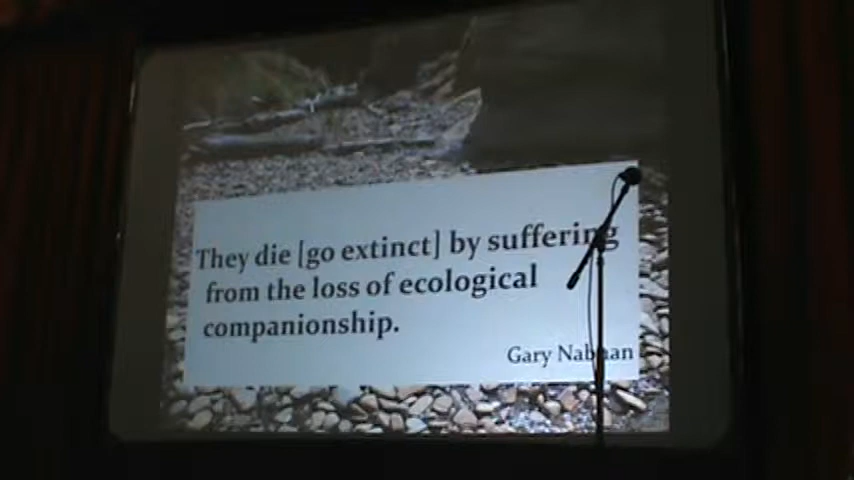 They die [go extinct] by suffering
from the loss of ecological
companionship.
Gary Nabhan